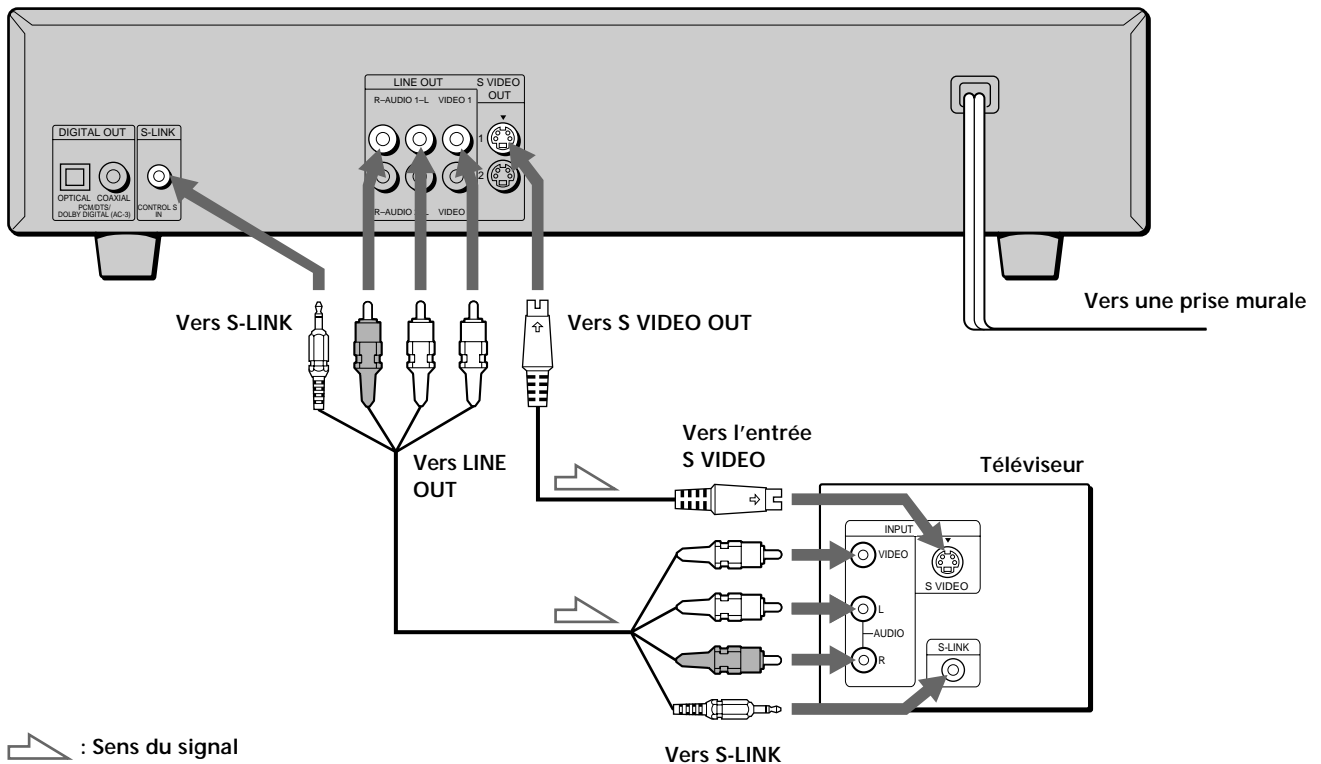 LINE OUT
S VIDEO
OUT
R–AUDIO 1–L VIDEO 1
DIGITAL OUT
S-LINK
1
2
OPTICAL COAXIAL
PCM/DTS/
DOLBY DIGITAL (AC-3)
CONTROL S
IN
R–AUDIO L VIDEO
Vers une prise murale
Vers S-LINK
Vers S VIDEO OUT
Vers LINE
OUT
Vers l'entrée
S VIDEO
Téléviseur
INPUT
VIDEO
S VIDEO
L
AUDIO
R
S-LINK
: Sens du signal
Vers S-LINK